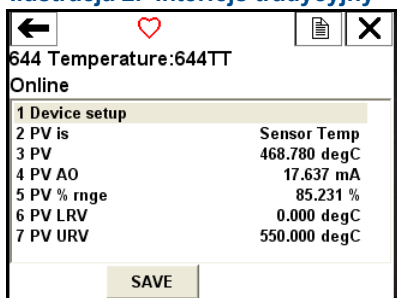 644 Temperature:644TT
Online
1 Device setup
2 PV is Sensor Temp
3 PV 468.780 degC
4 PV AO 17.637 mA
5 PV % rnge 85.231 %
6 PV LRV 0.000 degC
7 PV URV 550.000 degC
SAVE